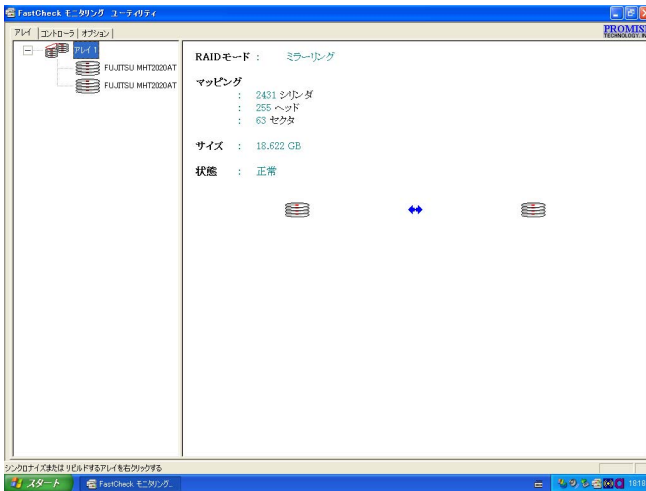 FastCheck モニタリング ユーティリティ
アレイ コントローラ オプション
PROMIS
TECHNOLOGY, IN
アレイ 1
FUJITSU MHT2020AT
FUJITSU MHT2020AT
RAIDモード : ミラーリング
マッピング
: 2431 シリンダ
: 255 ヘッド
: 63 セクタ
サイズ : 18.622 GB
状態 : 正常
シンクロナイズまたは リビルドするアレイを右クリックする
スタート FastCheck モニタリング... 1818